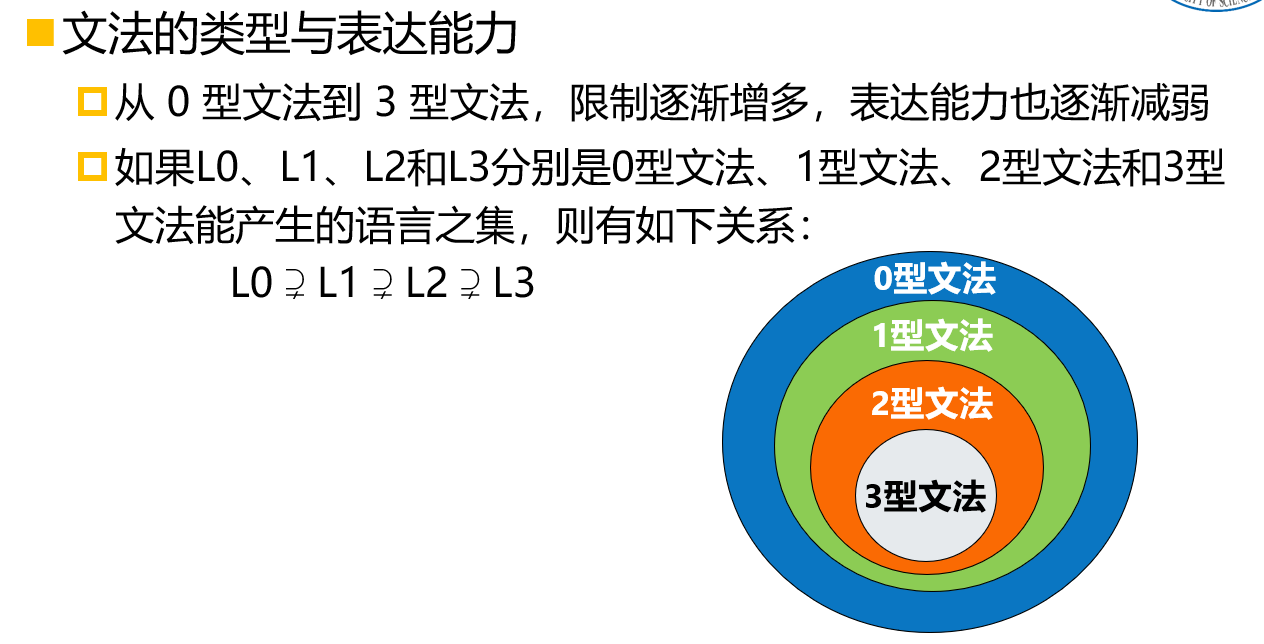 文法的类型与表达能力
从 0 型文法到 3 型文法，限制逐渐增多，表达能力也逐渐减弱
如果L0、L1、L2和L3分别是0型文法、1型文法、2型文法和3型
文法能产生的语言之集，则有如下关系：
L0 ⊋ L1 ⊋ L2 ⊋ L3
0型文法
1型文法
2型文法
3型文法